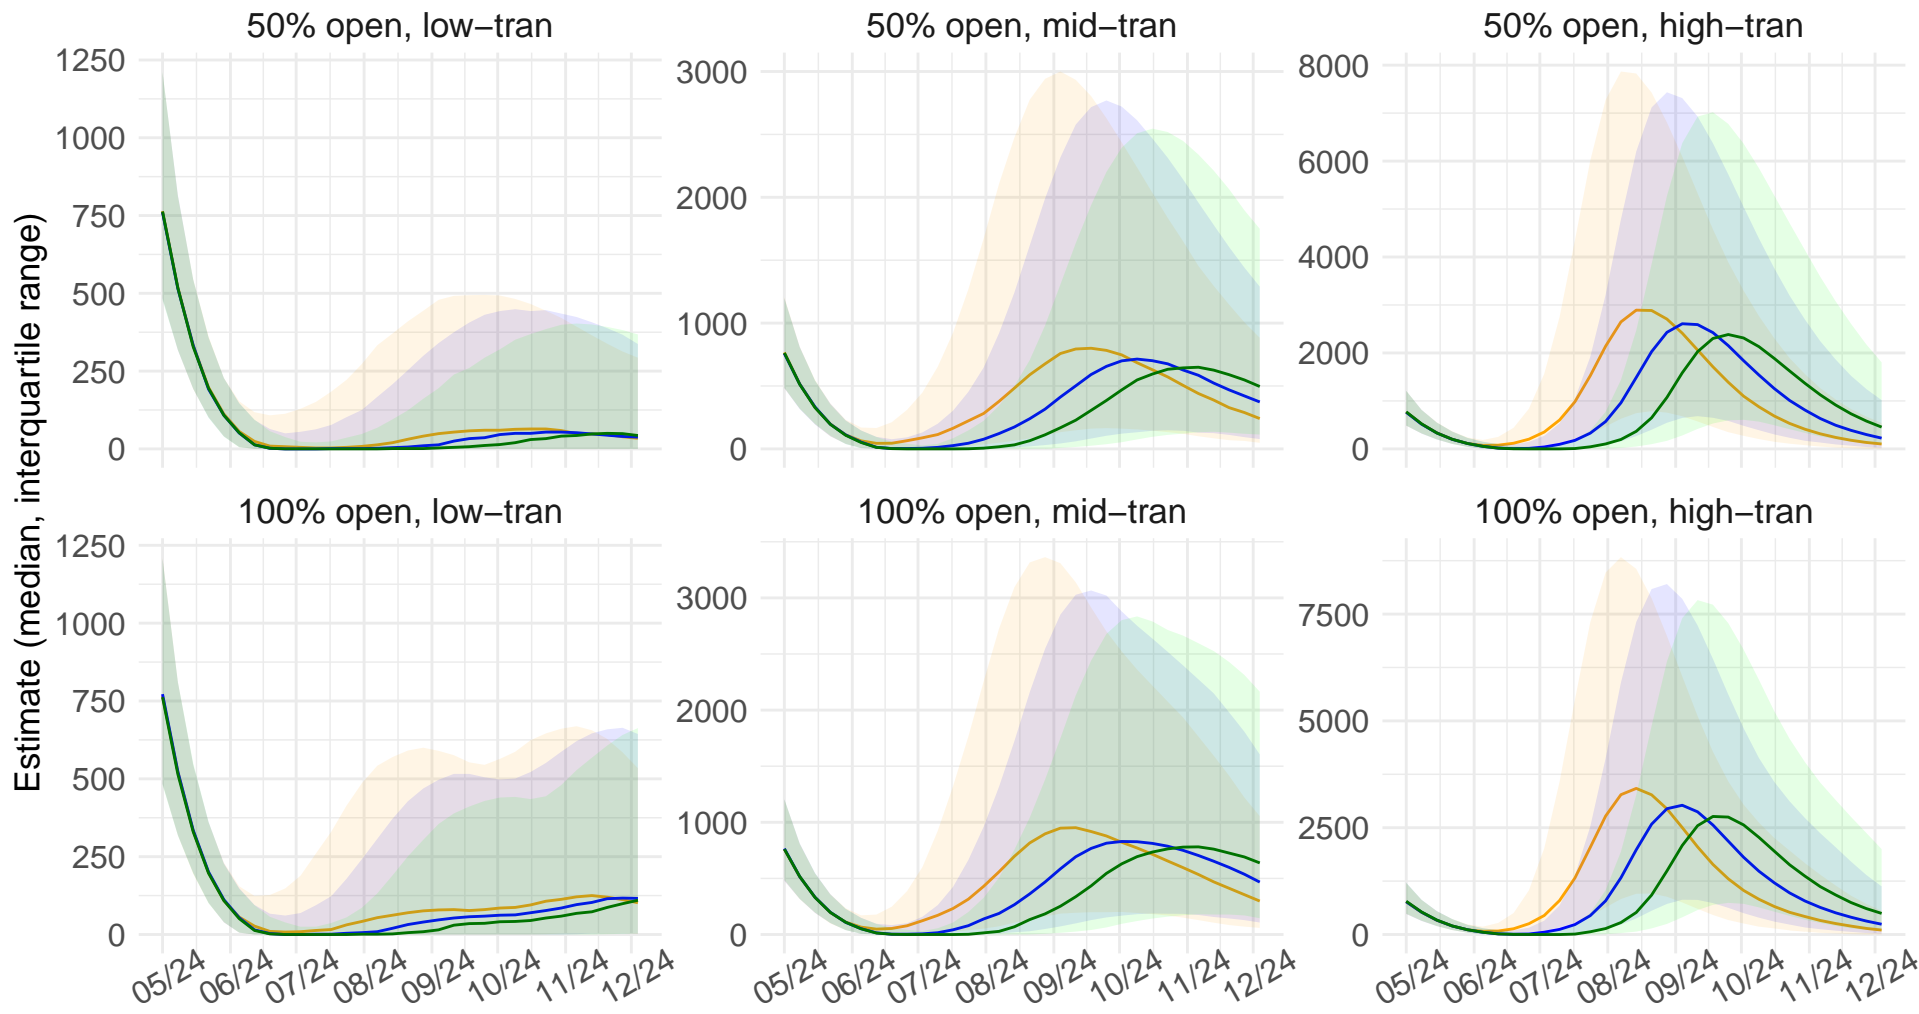 50% open, low−tran
50% open, mid−tran
50% open, high−tran
Estimate (median, interquartile range)
1250
1000
750
500
250
0
3000
2000
1000
0
8000
6000
4000
2000
0
100% open, low−tran
100% open, mid−tran
100% open, high−tran
1250
1000
750
500
250
0
3000
2000
1000
0
7500
5000
2500
0
05/24 06/24 07/24 08/24 09/24 10/24 11/24 12/24
05/24 06/24 07/24 08/24 09/24 10/24 11/24 12/24
05/24 06/24 07/24 08/24 09/24 10/24 11/24 12/24